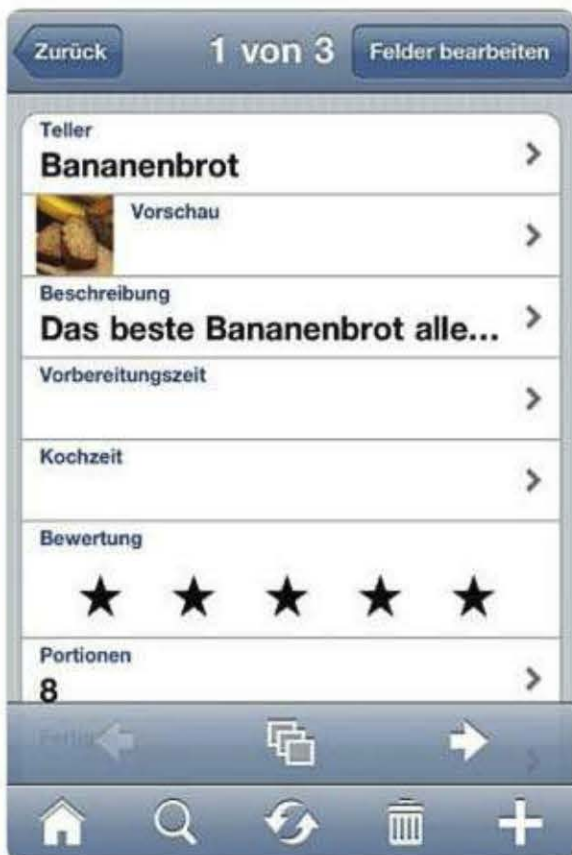 Zurück
1 von 3
Felder bearbeiten
Teller
Bananenbrot
Vorschau
Beschreibung
Das beste Bananenbrot alle...
Vorbereitungszeit
Kochzeit
Bewertung
Portionen
8